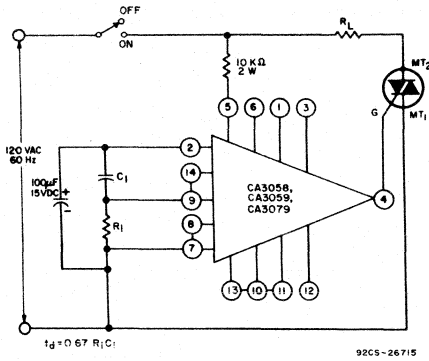 OFF
ON
R_L
MT2
10 KΩ
2 W
G
MT1
5
6
1
3
120 VAC
60 Hz
2
C1
14
CA3058,
CA3059,
CA3079
4
100µF
15VDC
+
-
9
R1
8
7
13
10
11
12
td=0.67 R1C1
92CS-26715